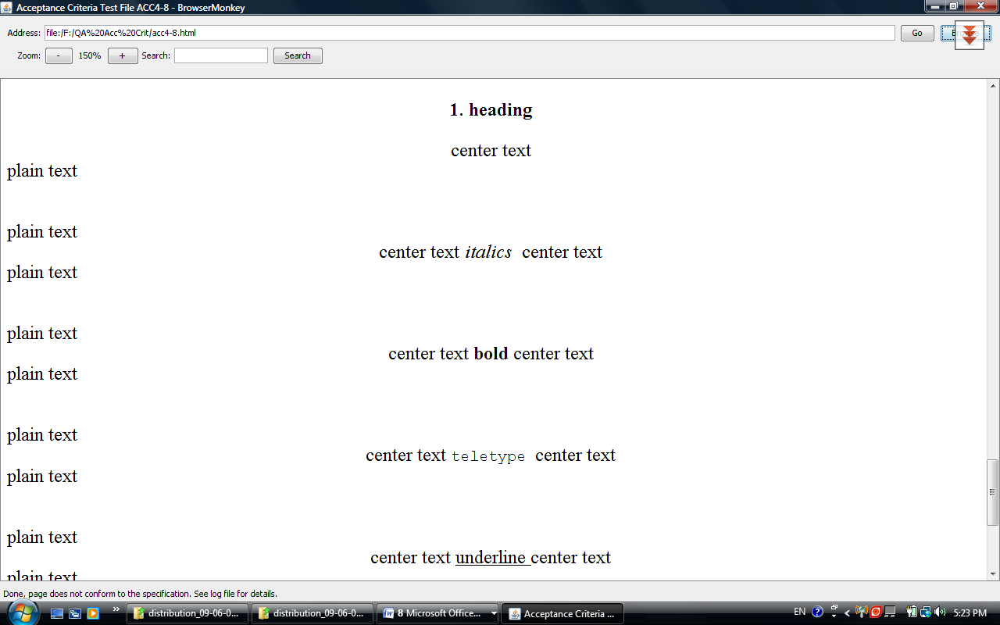 Acceptance Criteria Test File ACC4-8 - BrowserMonkey
Address: file:/F:/QA%20Acc%20Crit/acc4-8.html Go
Zoom: - 150% + Search: Search
1. heading
center text
plain text
plain text
center text italics center text
plain text
plain text
center text bold center text
plain text
plain text
center text teletype center text
plain text
plain text
center text underline center text
plain text
Done, page does not conform to the specification. See log file for details.
distribution_09-06-0... distribution_09-06-0... 8 Microsoft Office... Acceptance Criteria ... EN 5:23 PM